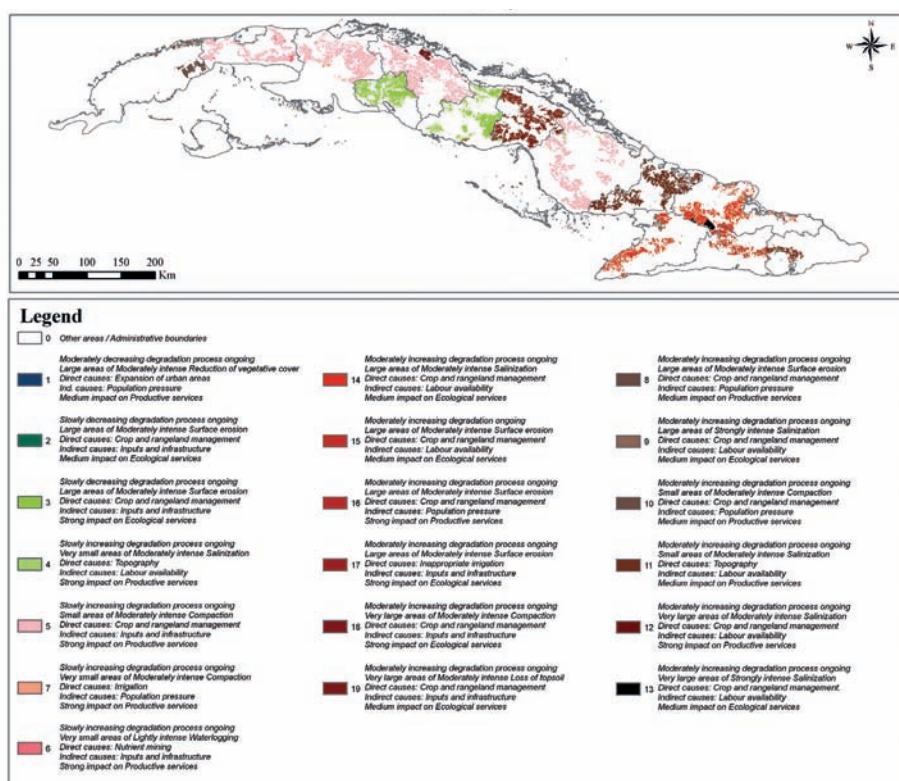 N
W E
S
0 25 50 100 150 200
Km
Legend
0 Other areas / Administrative boundaries
1
Moderately decreasing degradation process ongoing
Large areas of Moderately intense Reduction of vegetative cover
Direct causes: Expansion of urban areas
Ind. causes: Population pressure
Medium impact on Productive services
2
Slowly decreasing degradation process ongoing
Large areas of Moderately intense Surface erosion
Direct causes: Crop and rangeland management
Indirect causes: Inputs and infrastructure
Medium impact on Ecological services
3
Slowly decreasing degradation process ongoing
Large areas of Moderately intense Surface erosion
Direct causes: Crop and rangeland management
Indirect causes: Inputs and infrastructure
Strong impact on Ecological services
4
Slowly increasing degradation process ongoing
Very small areas of Moderately intense Salinization
Direct causes: Topography
Indirect causes: Labour availability
Strong impact on Productive services
5
Slowly increasing degradation process ongoing
Small areas of Moderately intense Compaction
Direct causes: Crop and rangeland management
Indirect causes: Inputs and infrastructure
Strong impact on Productive services
7
Slowly increasing degradation process ongoing
Very small areas of Moderately intense Compaction
Direct causes: Irrigation
Indirect causes: Population pressure
Strong impact on Productive services
6
Slowly increasing degradation process ongoing
Very small areas of Lightly intense Waterlogging
Direct causes: Nutrient mining
Indirect causes: Inputs and infrastructure
Strong impact on Productive services
14
Moderately increasing degradation process ongoing
Large areas of Moderately intense Salinization
Direct causes: Crop and rangeland management
Indirect causes: Labour availability
Medium impact on Ecological services
15
Moderately increasing degradation ongoing
Large areas of Moderately intense Surface erosion
Direct causes: Crop and rangeland management
Indirect causes: Labour availability
Medium impact on Ecological services
16
Moderately increasing degradation process ongoing
Large areas of Moderately intense Surface erosion
Direct causes: Crop and rangeland management
Indirect causes: Population pressure
Strong impact on Productive services
17
Moderately increasing degradation process ongoing
Large areas of Moderately intense Surface erosion
Direct causes: Inappropriate irrigation
Indirect causes: Inputs and infrastructure
Strong impact on Ecological services
18
Moderately increasing degradation process ongoing
Very large areas of Moderately intense Compaction
Direct causes: Crop and rangeland management
Indirect causes: Inputs and infrastructure
Strong impact on Ecological services
19
Moderately increasing degradation process ongoing
Very large areas of Moderately intense Loss of topsoil
Direct causes: Crop and rangeland management
Indirect causes: Inputs and infrastructure
Medium impact on Ecological services
8
Moderately increasing degradation process ongoing
Large areas of Moderately intense Surface erosion
Direct causes: Crop and rangeland management
Indirect causes: Population pressure
Medium impact on Productive services
9
Moderately increasing degradation process ongoing
Large areas of Strongly intense Salinization
Direct causes: Crop and rangeland management
Indirect causes: Labour availability
Medium impact on Ecological services
10
Moderately increasing degradation process ongoing
Small areas of Moderately intense Compaction
Direct causes: Crop and rangeland management
Indirect causes: Population pressure
Medium impact on Productive services
11
Moderately increasing degradation process ongoing
Small areas of Moderately intense Salinization
Direct causes: Topography
Indirect causes: Labour availability
Medium impact on Productive services
12
Moderately increasing degradation process ongoing
Very large areas of Moderately intense Salinization
Direct causes: Crop and rangeland management
Indirect causes: Labour availability
Strong impact on Productive services
13
Moderately increasing degradation process ongoing
Very large areas of Strongly intense Salinization
Direct causes: Crop and rangeland management.
Indirect causes: Labour availability
Medium impact on Ecological services